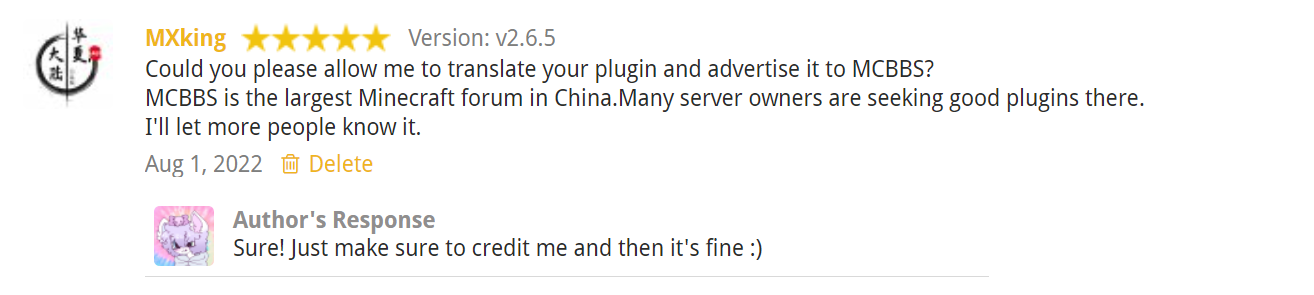 华夏
大陆
MXking Version: v2.6.5
Could you please allow me to translate your plugin and advertise it to MCBBS?
MCBBS is the largest Minecraft forum in China.Many server owners are seeking good plugins there.
I'll let more people know it.
Aug 1, 2022 Delete
Author's Response
Sure! Just make sure to credit me and then it's fine :)